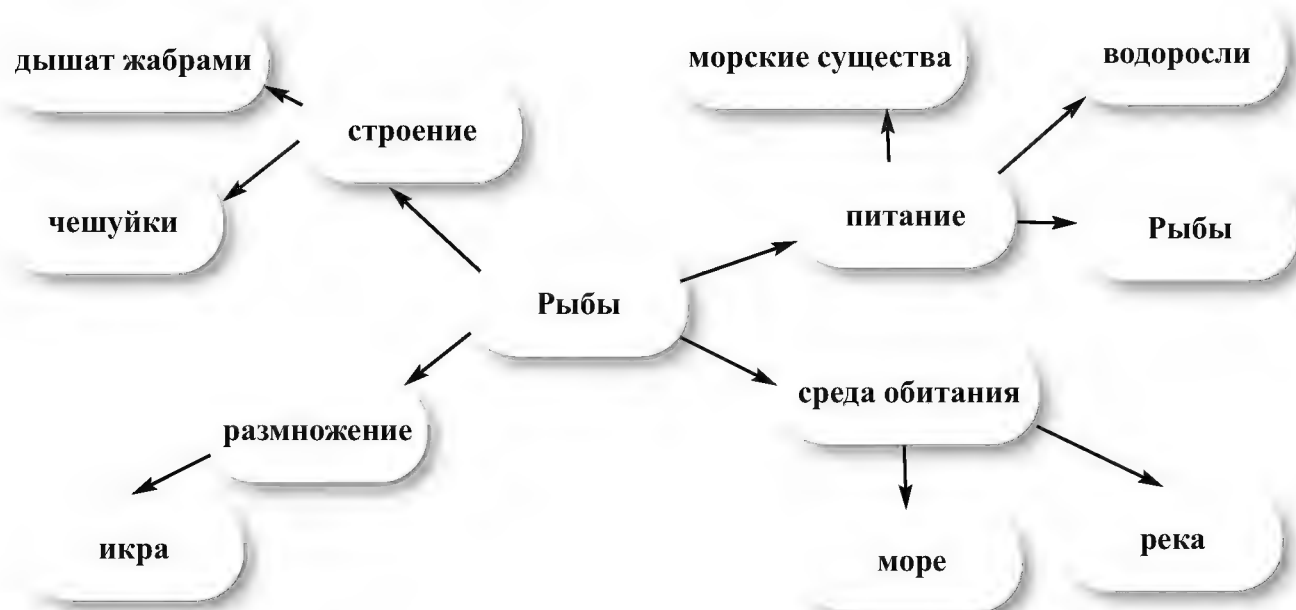 дышат жабрами
морские существа
водоросли
строение
чешуйки
питание
Рыбы
Рыбы
среда обитания
размножение
икра
море
река